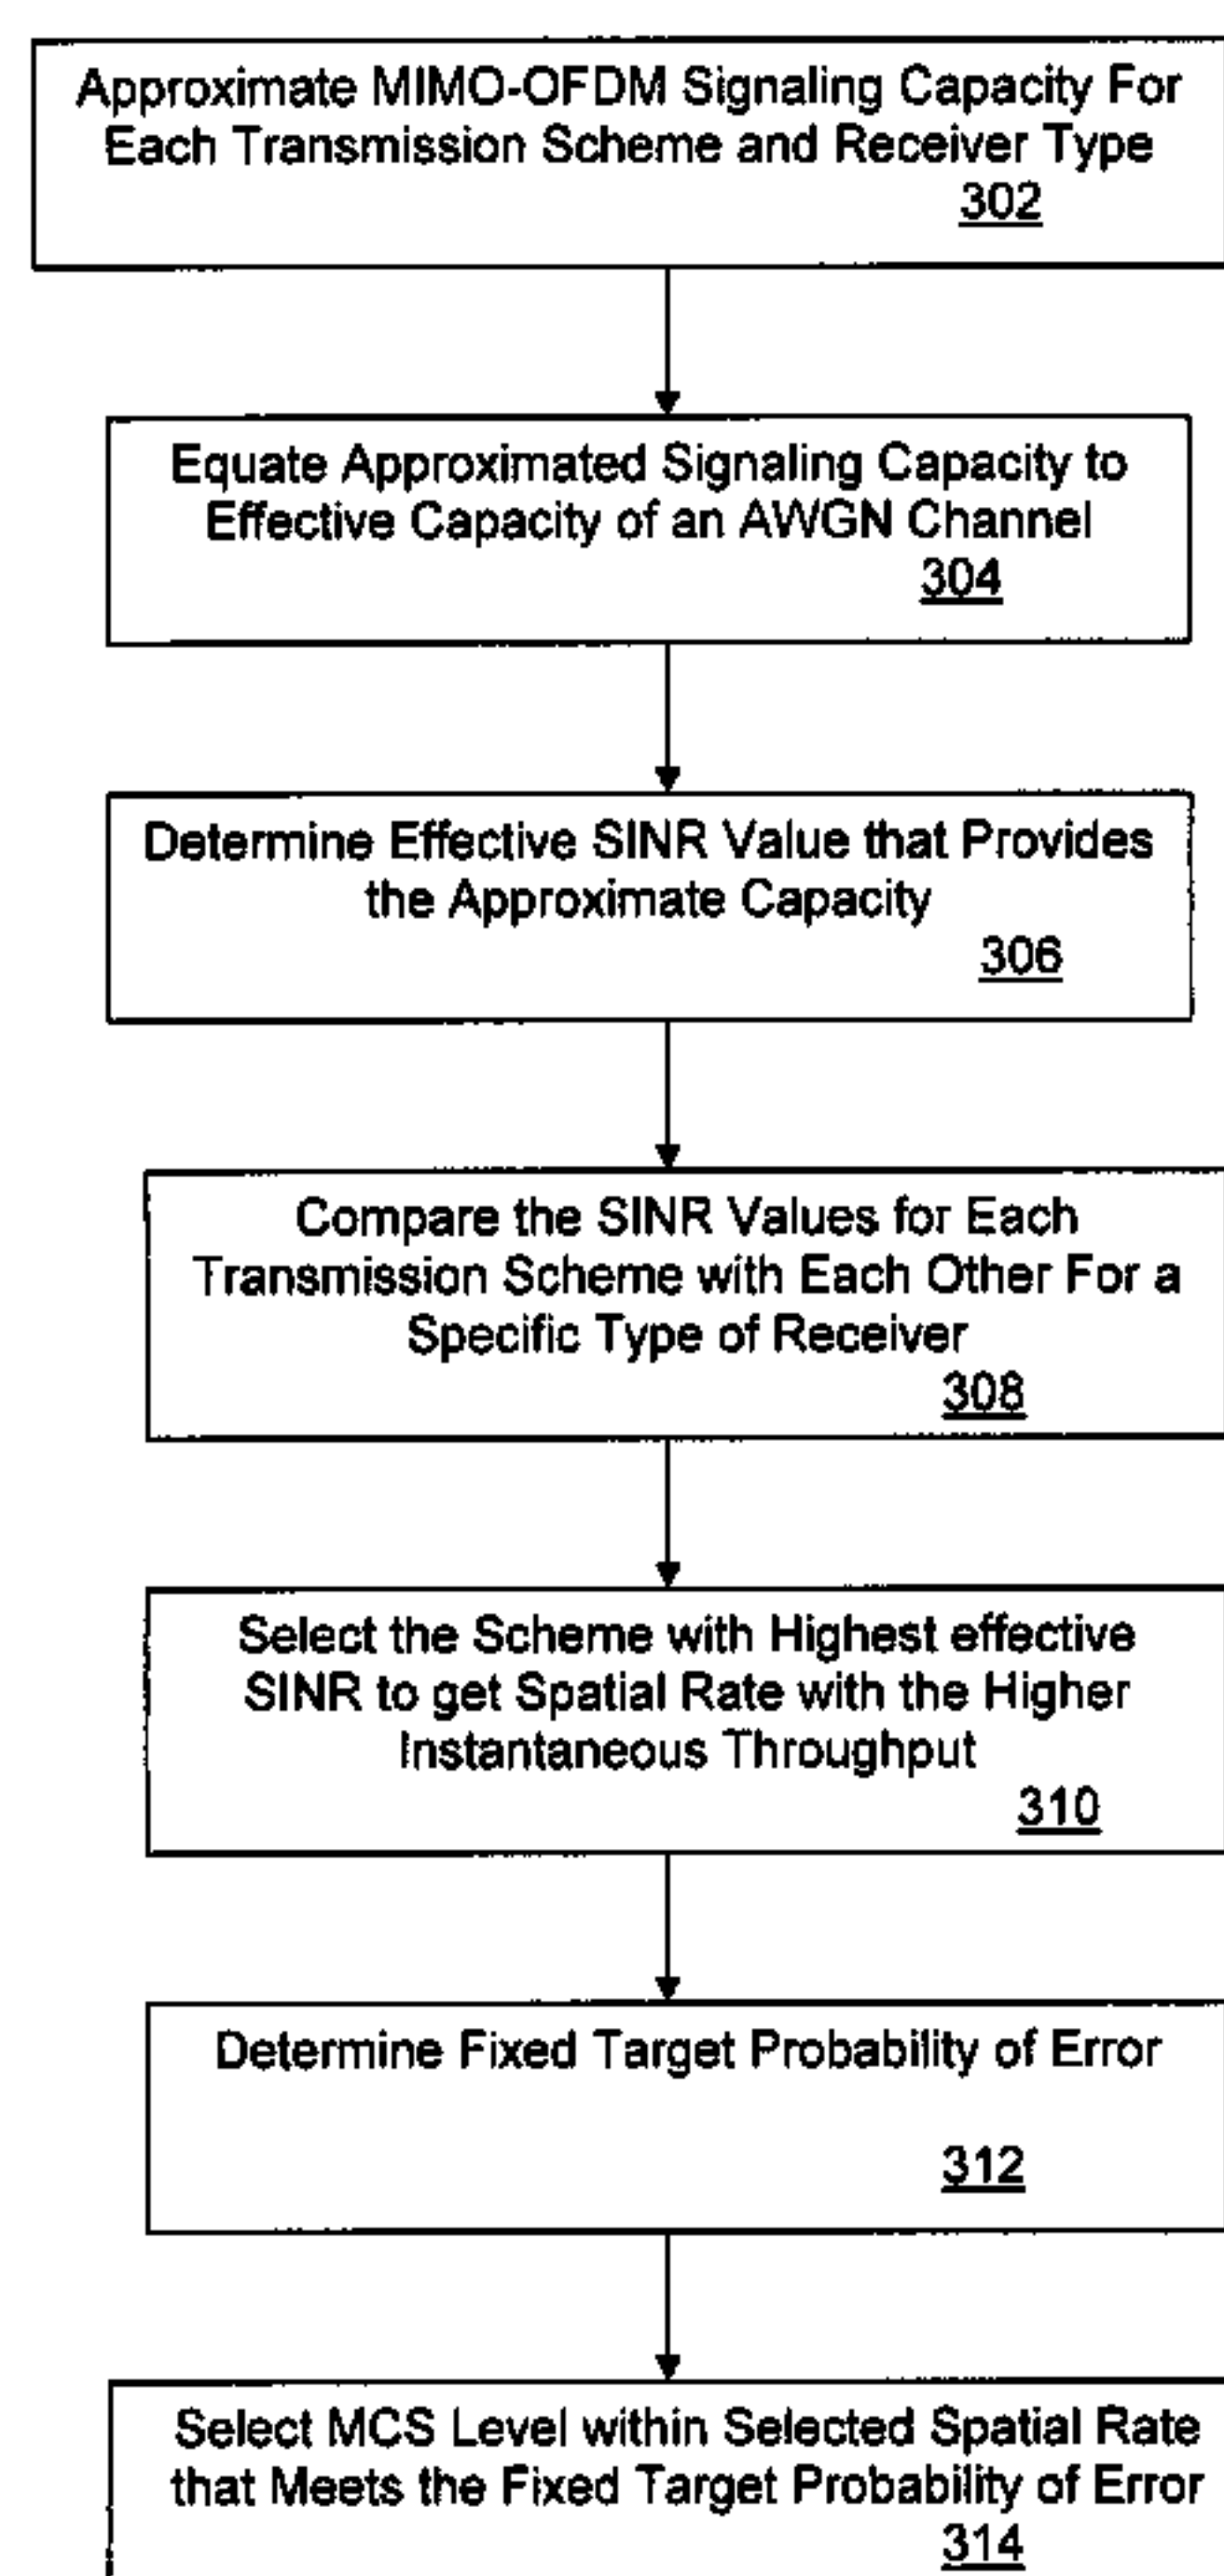 Approximate MIMO-OFDM Signaling Capacity For
Each Transmission Scheme and Receiver Type
302
Equate Approximated Signaling Capacity to
Effective Capacity of an AWGN Channel
304
Determine Effective SINR Value that Provides
the Approximate Capacity
306
Compare the SINR Values for Each
Transmission Scheme with Each Other For a
Specific Type of Receiver
308
Select the Scheme with Highest effective
SINR to get Spatial Rate with the Higher
Instantaneous Throughput
310
Determine Fixed Target Probability of Error
312
Select MCS Level within Selected Spatial Rate
that Meets the Fixed Target Probability of Error
314